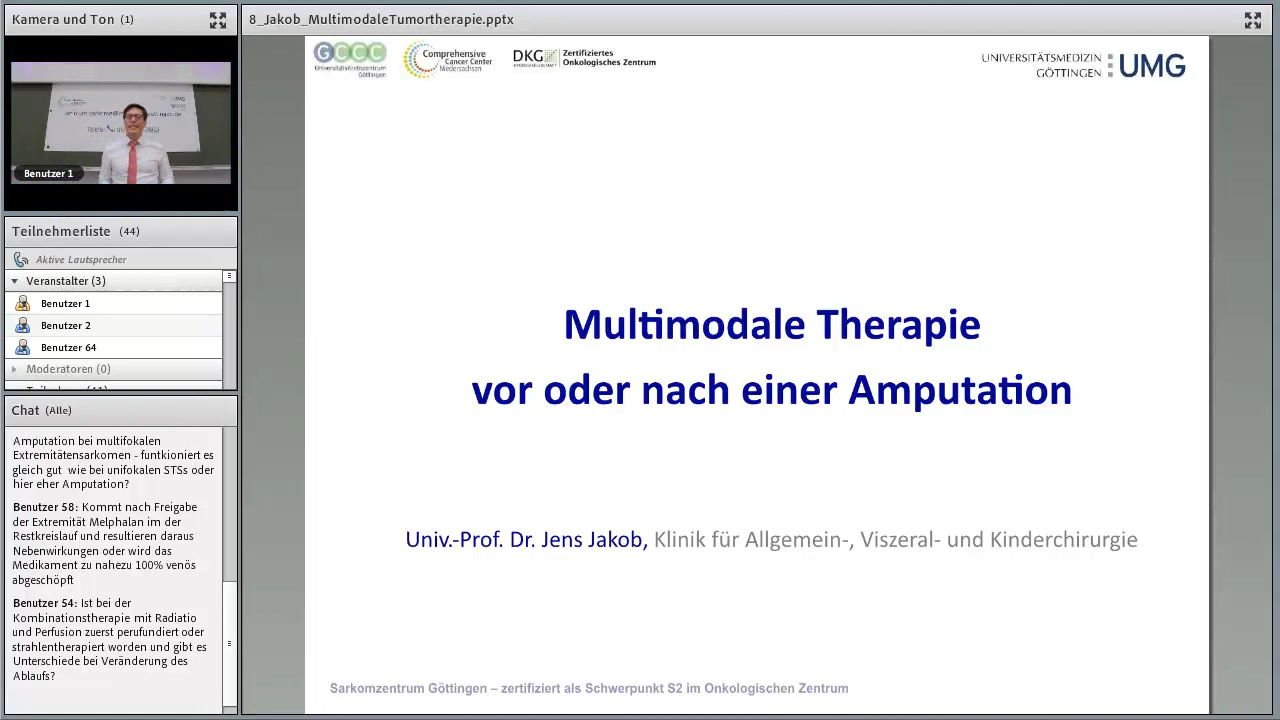 Kamera und Ton (1)
Benutzer 1
Teilnehmerliste (44)
Aktive Lautsprecher
Veranstalter (3)
Benutzer 1
Benutzer 2
Benutzer 64
Moderatoren (0)
Chat (Alle)
Amputation bei multifokalen
Extremitätensarkomen - funtkioniert es
gleich gut wie bei unifokalen STSs oder
hier eher Amputation?
Benutzer 58: Kommt nach Freigabe
der Extremität Melphalan im der
Restkreislauf und resultieren daraus
Nebenwirkungen oder wird das
Medikament zu nahezu 100% venös
abgeschöpft
Benutzer 54: Ist bei der
Kombinationstherapie mit Radiatio
und Perfusion zuerst perufundiert oder
strahlentherapiert worden und gibt es
Unterschiede bei Veränderung des
Ablaufs?
8_Jakob_MultimodaleTumortherapie.pptx
GCCC
UniversitätsKrebszentrum
Göttingen
Comprehensive
Cancer Center
Niedersachsen
DKG
Zertifiziertes
Onkologisches Zentrum
UNIVERSITÄTSMEDIZIN
GÖTTINGEN
UMG
Multimodale Therapie
vor oder nach einer Amputation
Univ.-Prof. Dr. Jens Jakob, Klinik für Allgemein-, Viszeral- und Kinderchirurgie
Sarkomzentrum Göttingen – zertifiziert als Schwerpunkt S2 im Onkologischen Zentrum